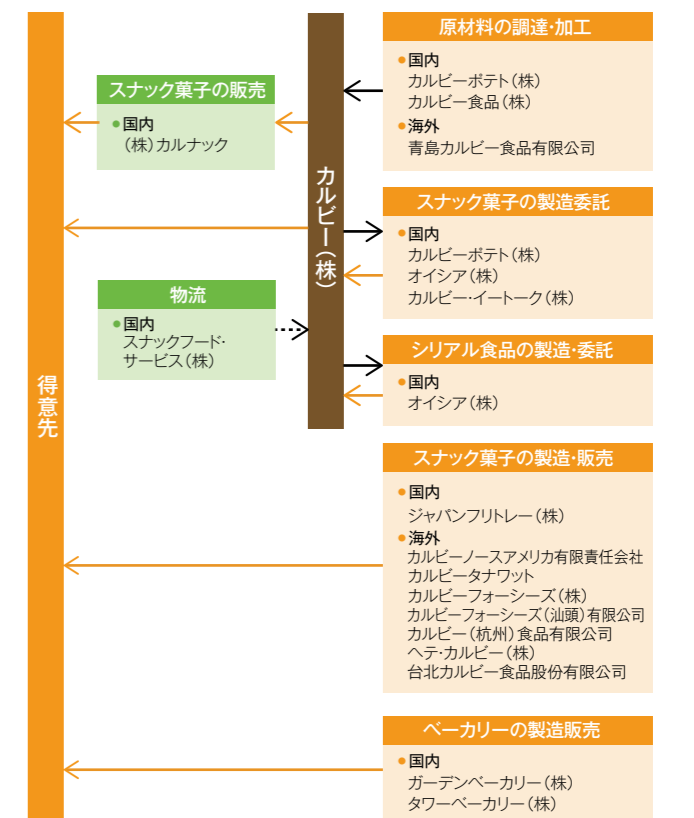 得意先
スナック菓子の販売
●国内
(株)カルナック
物流
●国内
スナックフード・
サービス(株)
カルビー(株)
原材料の調達・加工
●国内
カルビーポテト(株)
カルビー食品(株)
●海外
青島カルビー食品有限公司
スナック菓子の製造委託
●国内
カルビーポテト(株)
オイシア(株)
カルビー・イートーク(株)
シリアル食品の製造・委託
●国内
オイシア(株)
スナック菓子の製造・販売
●国内
ジャパンフリトレー(株)
●海外
カルビーノースアメリカ有限責任会社
カルビータナワット
カルビーフォーシーズ(株)
カルビーフォーシーズ(汕頭)有限公司
カルビー(杭州)食品有限公司
ヘテ・カルビー(株)
台北カルビー食品股份有限公司
ベーカリーの製造販売
●国内
ガーデンベーカリー(株)
タワーベーカリー(株)